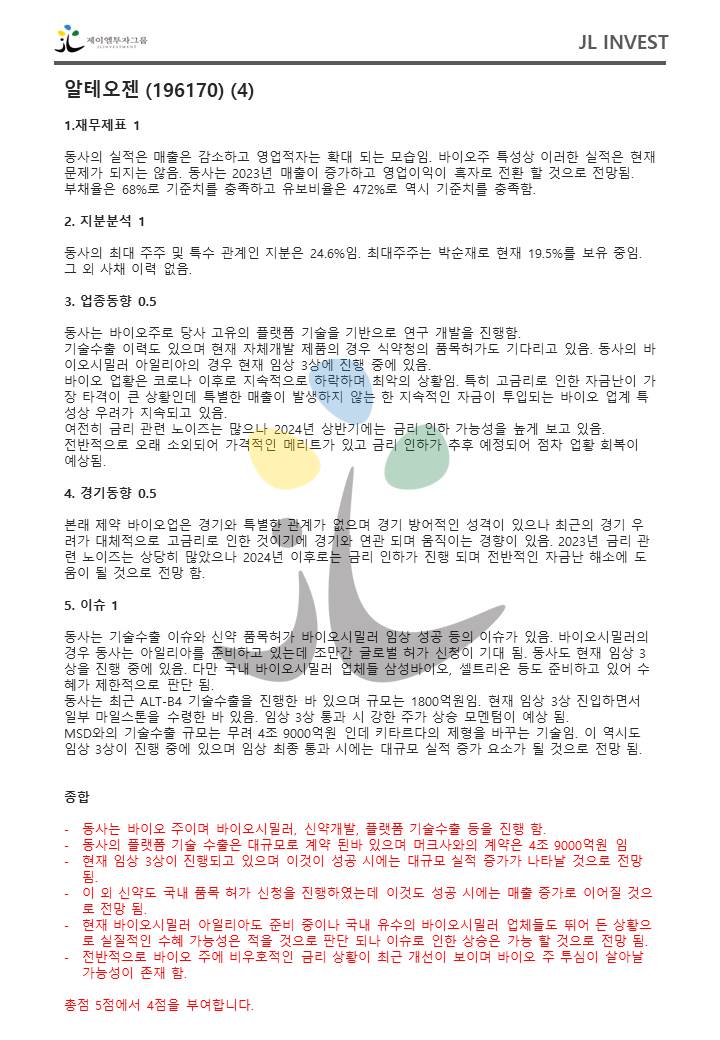 제이엘투자그룹
JL INVESTMENT
JL INVEST
알테오젠 (196170) (4)
1.재무제표 1
동사의 실적은 매출은 감소하고 영업적자는 확대 되는 모습임. 바이오주 특성상 이러한 실적은 현재
문제가 되지는 않음. 동사는 2023년 매출이 증가하고 영업이익이 흑자로 전환 할 것으로 전망됨.
부채율은 68%로 기준치를 충족하고 유보비율은 472%로 역시 기준치를 충족함.
2. 지분분석 1
동사의 최대 주주 및 특수 관계인 지분은 24.6%임. 최대주주는 박순재로 현재 19.5%를 보유 중임.
그 외 사채 이력 없음.
3. 업종동향 0.5
동사는 바이오주로 당사 고유의 플랫폼 기술을 기반으로 연구 개발을 진행함.
기술수출 이력도 있으며 현재 자체개발 제품의 경우 식약청의 품목허가도 기다리고 있음. 동사의 바
이오시밀러 아일리아의 경우 현재 임상 3상에 진행 중에 있음.
바이오 업황은 코로나 이후로 지속적으로 하락하며 최악의 상황임. 특히 고금리로 인한 자금난이 가
장 타격이 큰 상황인데 특별한 매출이 발생하지 않는 한 지속적인 자금이 투입되는 바이오 업계 특
성상 우려가 지속되고 있음.
여전히 금리 관련 노이즈는 많으나 2024년 상반기에는 금리 인하 가능성을 높게 보고 있음.
전반적으로 오래 소외되어 가격적인 메리트가 있고 금리 인하가 추후 예정되어 점차 업황 회복이
예상됨.
4. 경기동향 0.5
본래 제약 바이오업은 경기와 특별한 관계가 없으며 경기 방어적인 성격이 있으나 최근의 경기 우
려가 대체적으로 고금리로 인한 것이기에 경기와 연관 되며 움직이는 경향이 있음. 2023년 금리 관
련 노이즈는 상당히 많았으나 2024년 이후로는 금리 인하가 진행 되며 전반적인 자금난 해소에 도
움이 될 것으로 전망 함.
5. 이슈 1
동사는 기술수출 이슈와 신약 품목허가 바이오시밀러 임상 성공 등의 이슈가 있음. 바이오시밀러의
경우 동사는 아일리아를 준비하고 있는데 조만간 글로벌 허가 신청이 기대 됨. 동사도 현재 임상 3
상을 진행 중에 있음. 다만 국내 바이오시밀러 업체들 삼성바이오, 셀트리온 등도 준비하고 있어 수
혜가 제한적으로 판단 됨.
동사는 최근 ALT-B4 기술수출을 진행한 바 있으며 규모는 1800억원임. 현재 임상 3상 진입하면서
일부 마일스톤을 수령한 바 있음. 임상 3상 통과 시 강한 주가 상승 모멘텀이 예상 됨.
MSD와의 기술수출 규모는 무려 4조 9000억원 인데 키타르다의 제형을 바꾸는 기술임. 이 역시도
임상 3상이 진행 중에 있으며 임상 최종 통과 시에는 대규모 실적 증가 요소가 될 것으로 전망 됨.
종합
- 동사는 바이오 주이며 바이오시밀러, 신약개발, 플랫폼 기술수출 등을 진행 함.
- 동사의 플랫폼 기술 수출은 대규모로 계약 된바 있으며 머크사와의 계약은 4조 9000억원 임
- 현재 임상 3상이 진행되고 있으며 이것이 성공 시에는 대규모 실적 증가가 나타날 것으로 전망
됨.
- 이 외 신약도 국내 품목 허가 신청을 진행하였는데 이것도 성공 시에는 매출 증가로 이어질 것으
로 전망 됨.
- 현재 바이오시밀러 아일리아도 준비 중이나 국내 유수의 바이오시밀러 업체들도 뛰어 든 상황으
로 실질적인 수혜 가능성은 적을 것으로 판단 되나 이슈로 인한 상승은 가능 할 것으로 전망 됨.
- 전반적으로 바이오 주에 비우호적인 금리 상황이 최근 개선이 보이며 바이오 주 투심이 살아날
가능성이 존재 함.
총점 5점에서 4점을 부여합니다.